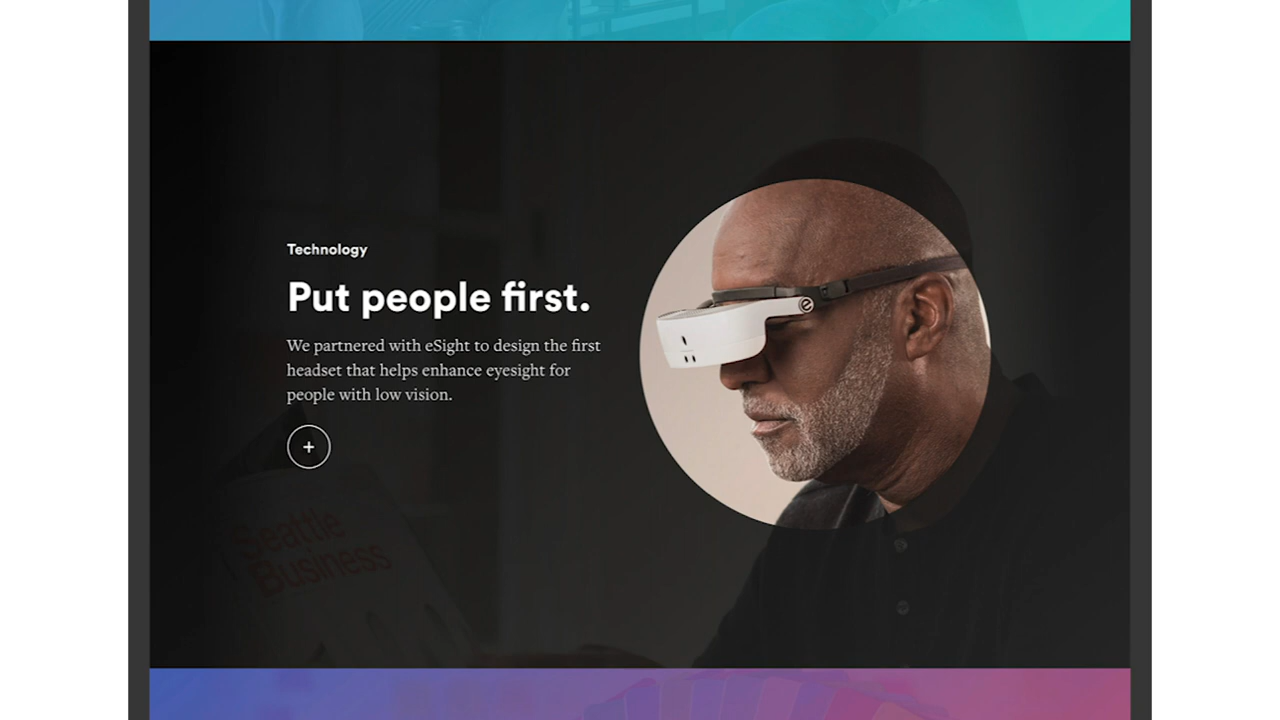 Technology
Put people first.
We partnered with eSight to design the first
headset that helps enhance eyesight for
people with low vision.
+
e
Seattle
Business